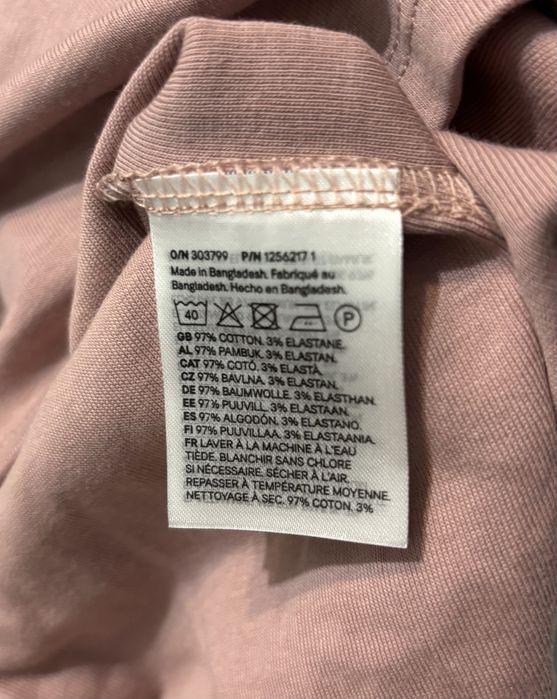 O/N 303799 P/N 1256217 1
Made in Bangladesh. Fabriqué au
Bangladesh. Hecho en Bangladesh.
40 P
GB 97% COTTON. 3% ELASTANE.
AL 97% PAMBUK. 3% ELASTAN.
CAT 97% COTÓ. 3% ELASTÀ.
CZ 97% BAVLNA. 3% ELASTAN.
DE 97% BAUMWOLLE. 3% ELASTHAN.
EE 97% PUUVILL. 3% ELASTAAN.
ES 97% ALGODÓN. 3% ELASTANO.
FI 97% PUUVILLAA. 3% ELASTAANIA.
FR LAVER À LA MACHINE À L'EAU
TIÈDE. BLANCHIR SANS CHLORE
SI NÉCESSAIRE. SÉCHER À L'AIR.
REPASSER À TEMPÉRATURE MOYENNE.
NETTOYAGE À SEC. 97% COTON. 3%